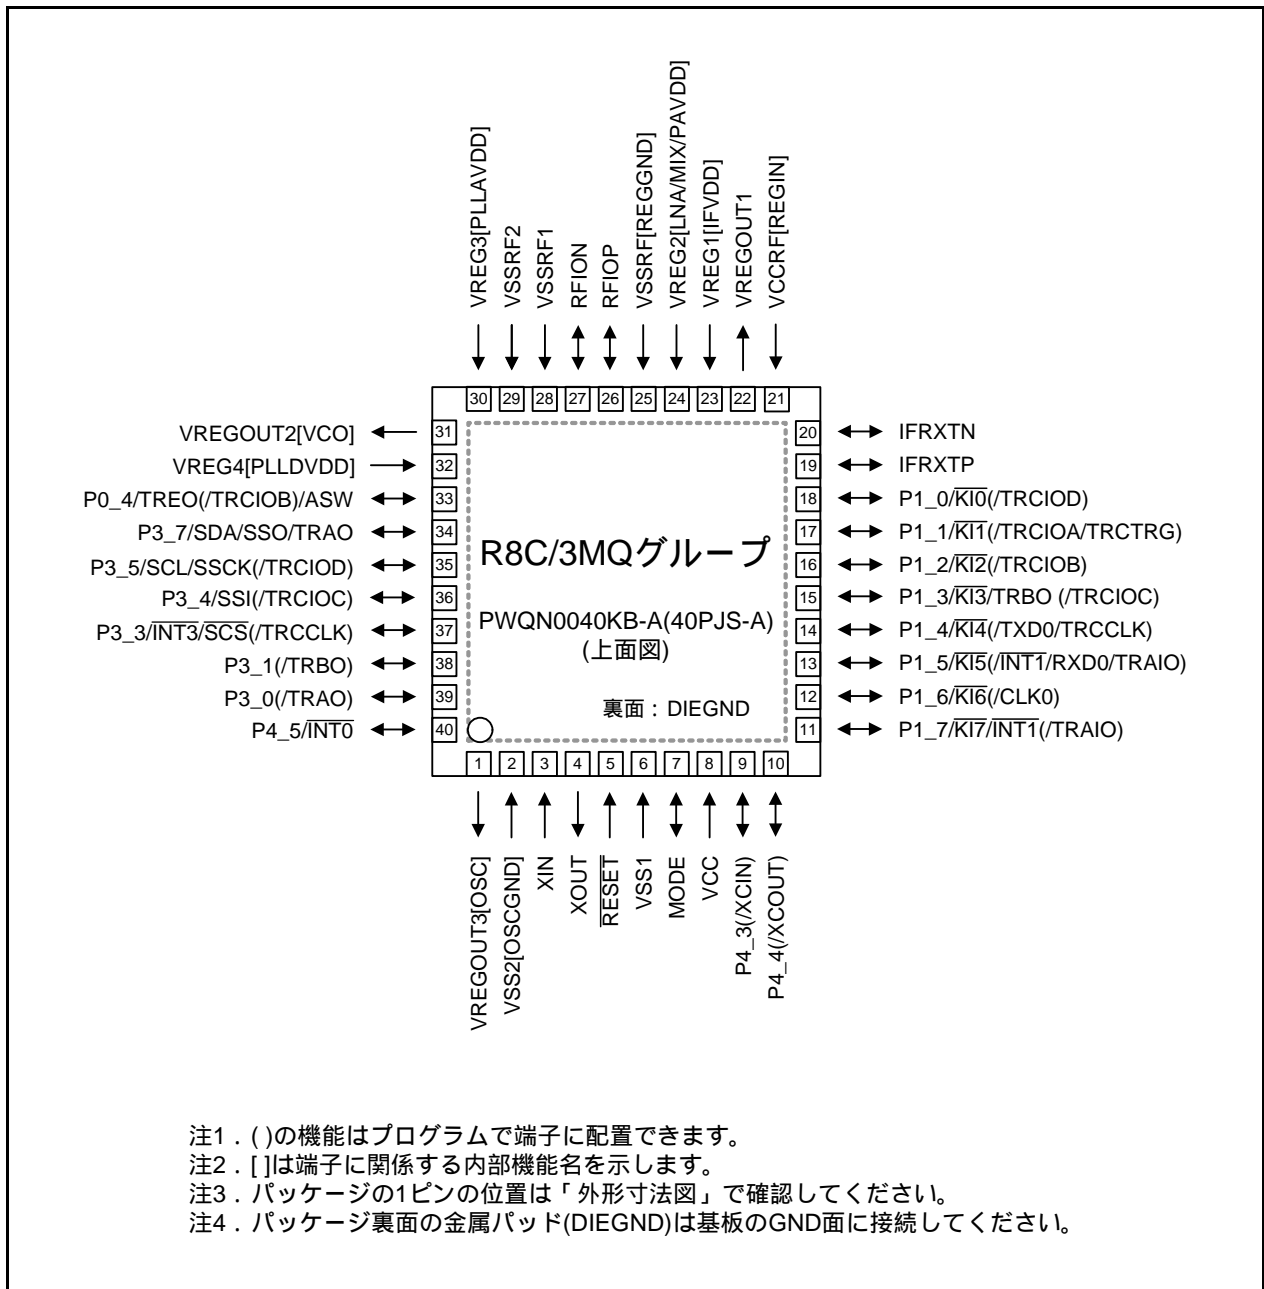 VREG3[PLLAVDD]
VSSRF2
VSSRF1
RFION
RFIOP
VSSRF[REGGND]
VREG2[LNA/MIX/PAVDD]
VREG1[IFVDD]
VREGOUT1
VCCRF[REGIN]
30 29 28 27 26 25 24 23 22 21
VREGOUT2[VCO] 31
VREG4[PLLDVDD] 32
P0_4/TREO(/TRCIOB)/ASW 33
P3_7/SDA/SSO/TRAO 34
P3_5/SCL/SSCK(/TRCIOD) 35
P3_4/SSI(/TRCIOC) 36
P3_3/INT3/SCS(/TRCCLK) 37
P3_1(/TRBO) 38
P3_0(/TRAO) 39
P4_5/INT0 40
R8C/3MQグループ
PWQN0040KB-A(40PJS-A)
(上面図)
裏面：DIEGND
20 IFRXTN
19 IFRXTP
18 P1_0/KI0(/TRCIOD)
17 P1_1/KI1(/TRCIOA/TRCTRG)
16 P1_2/KI2(/TRCIOB)
15 P1_3/KI3/TRBO (/TRCIOC)
14 P1_4/KI4(/TXD0/TRCCLK)
13 P1_5/KI5(/INT1/RXD0/TRAIO)
12 P1_6/KI6(/CLK0)
11 P1_7/KI7/INT1(/TRAIO)
1 2 3 4 5 6 7 8 9 10
VREGOUT3[OSC]
VSS2[OSCGND]
XIN
XOUT
RESET
VSS1
MODE
VCC
P4_3(/XCIN)
P4_4(/XCOUT)
注1．( )の機能はプログラムで端子に配置できます。
注2．[ ]は端子に関係する内部機能名を示します。
注3．パッケージの1ピンの位置は「外形寸法図」で確認してください。
注4．パッケージ裏面の金属パッド(DIEGND)は基板のGND面に接続してください。